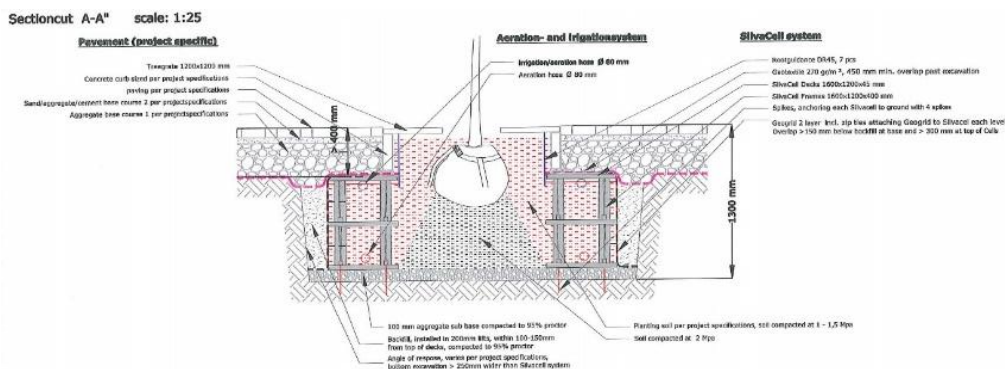 Sectioncut A-A" scale: 1:25
Pavement (project specific)
Treegrate 1200x1200 mm
Concrete curb sized per project specifications
paving per project specifications
Sand/aggregate/cement base course 2 per projectspecifications
Aggregate base course 1 per projectspecifications
Aeration- and Irigationsystem
Irrigation/aeration hose Ø 60 mm
Aeration hose Ø 80 mm
SilvaCell system
Rootguidance DR45, 2 pcs
Geotextile 270 gr/m², 450 mm min. overlap past excavation
SilvaCell Decks 1600x1200x45 mm
SilvaCell Frames 1600x1200x400 mm
Spikes, anchoring each Silvacell to ground with 4 spikes
Geogrid 2 layer incl. zip ties attaching Geogrid to Silvacel each level
Overlap >150 mm below backfill at base and > 300 mm at top of Cells
> 400 mm
1300 mm
100 mm aggregate sub base compacted to 95% proctor
Backfill, installed in 200mm lifts, within 100-150mm
from top of decks, compacted to 95% proctor
Angle of respose, varies per project specifications,
bottom excavation > 250mm wider than Silvacell system
Planting soil per project specifications, soil compacted at 1 - 1,5 Mpa
Soil compacted at 2 Mpa